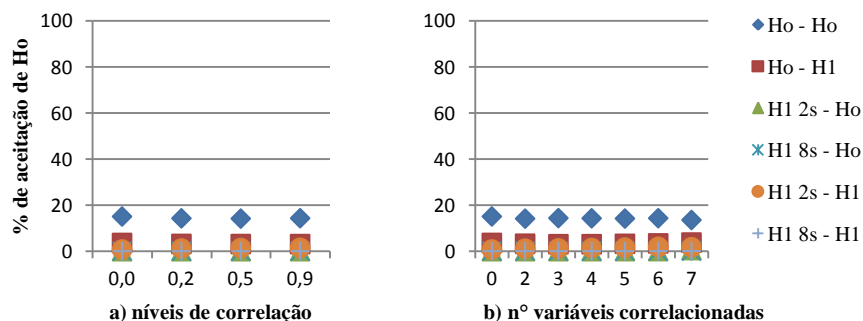 % de aceitação de Ho
100
80
60
40
20
0
0,0 0,2 0,5 0,9
a) níveis de correlação
100
80
60
40
20
0
0 2 3 4 5 6 7
b) n° variáveis correlacionadas
Ho - Ho
Ho - H1
H1 2s - Ho
H1 8s - Ho
H1 2s - H1
H1 8s - H1